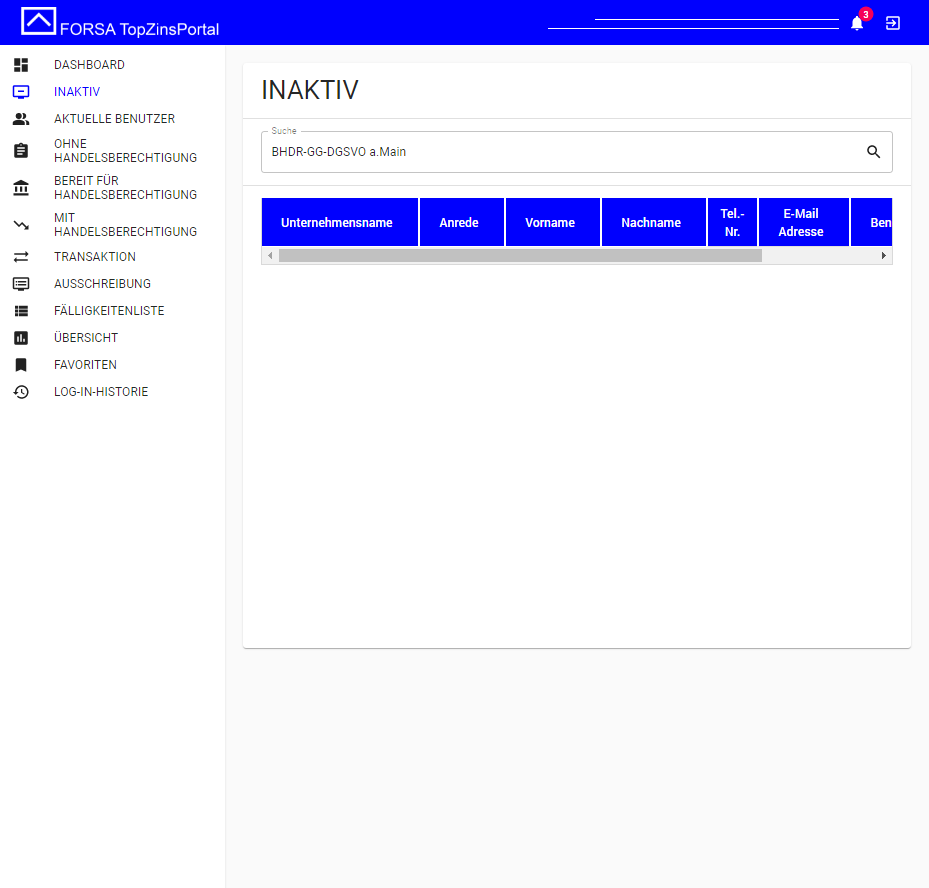 FORSA TopZinsPortal
3
DASHBOARD
INAKTIV
AKTUELLE BENUTZER
OHNE
HANDELSBERECHTIGUNG
BEREIT FÜR
HANDELSBERECHTIGUNG
MIT
HANDELSBERECHTIGUNG
TRANSAKTION
AUSSCHREIBUNG
FÄLLIGKEITENLISTE
ÜBERSICHT
FAVORITEN
LOG-IN-HISTORIE
INAKTIV
Suche
BHDR-GG-DGSVO a.Main
Unternehmensname Anrede Vorname Nachname Tel.- E-Mail Ben
Nr. Adresse